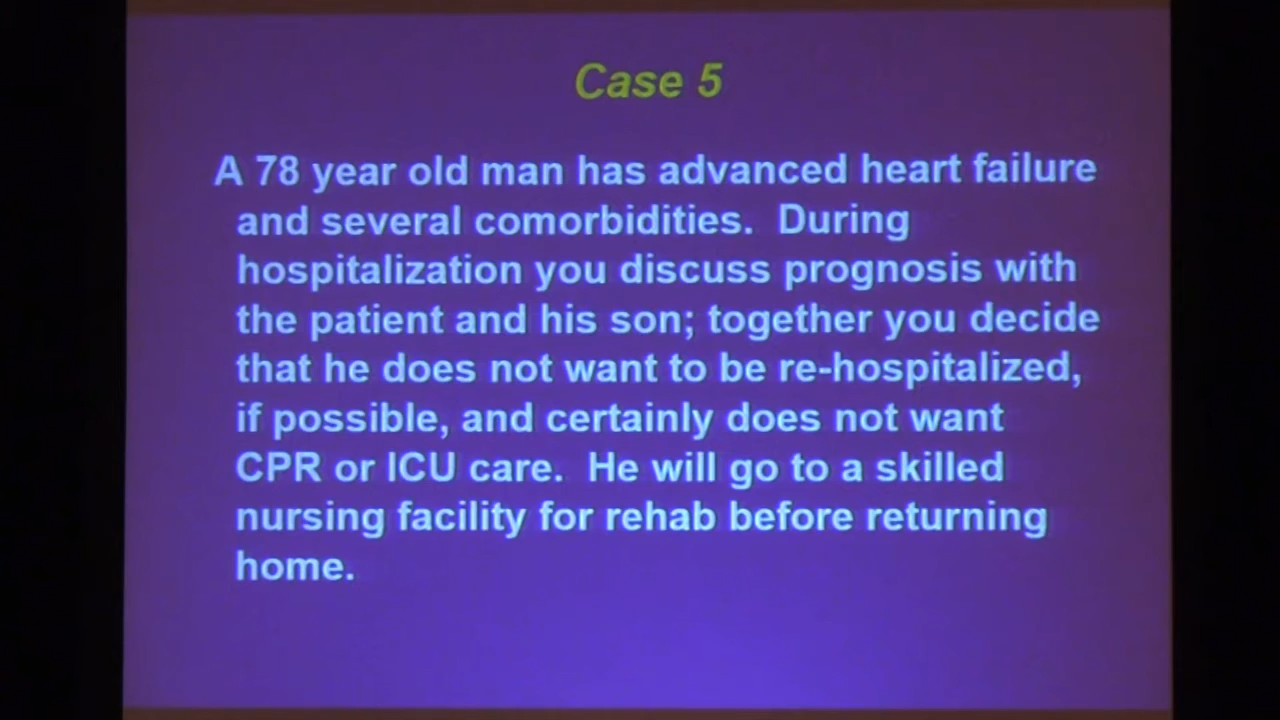 Case 5
A 78 year old man has advanced heart failure
and several comorbidities. During
hospitalization you discuss prognosis with
the patient and his son; together you decide
that he does not want to be re-hospitalized,
if possible, and certainly does not want
CPR or ICU care. He will go to a skilled
nursing facility for rehab before returning
home.